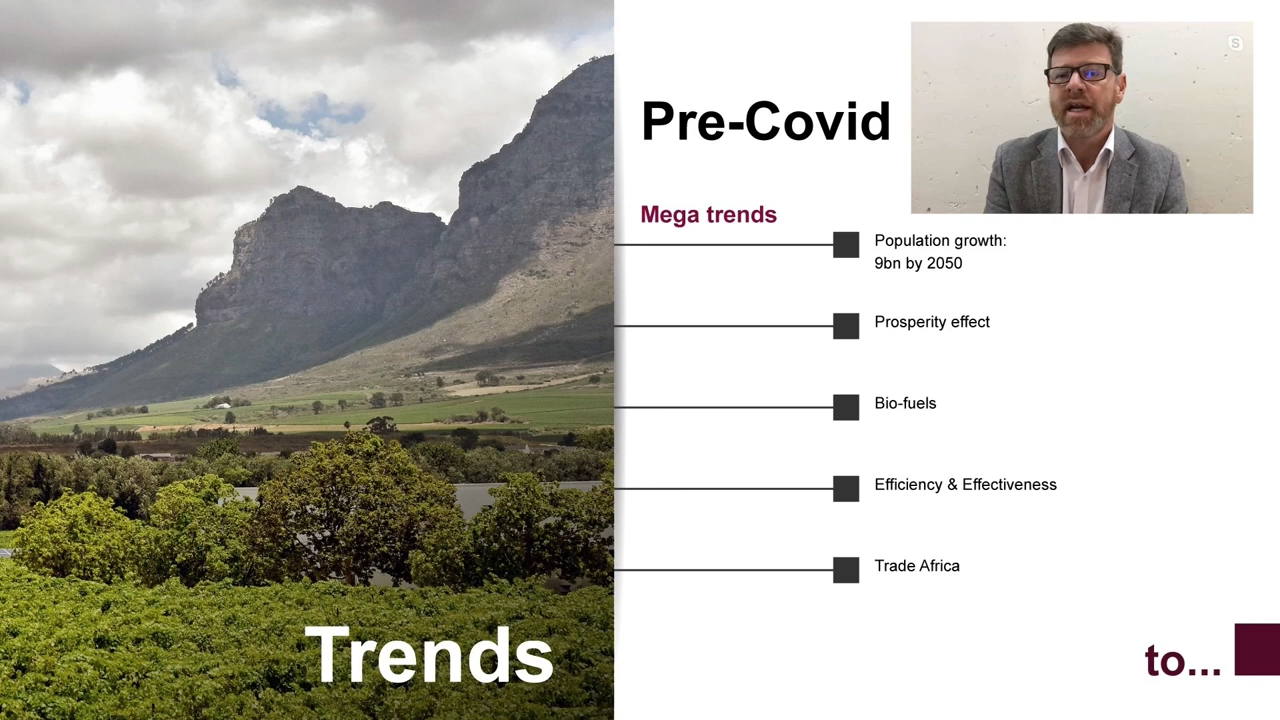 Pre-Covid
Mega trends
Population growth:
9bn by 2050
Prosperity effect
Bio-fuels
Efficiency & Effectiveness
Trade Africa
Trends
to...